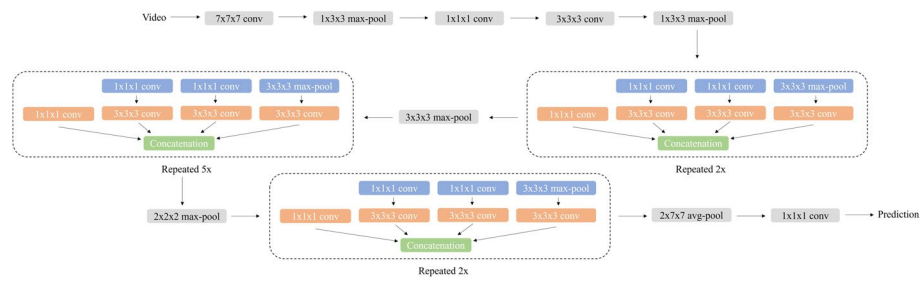 Video
7x7x7 conv
1x3x3 max-pool
1x1x1 conv
3x3x3 conv
1x3x3 max-pool
1x1x1 conv
1x1x1 conv
3x3x3 max-pool
1x1x1 conv
3x3x3 conv
3x3x3 conv
3x3x3 conv
Concatenation
Repeated 2x
3x3x3 max-pool
1x1x1 conv
1x1x1 conv
3x3x3 max-pool
1x1x1 conv
3x3x3 conv
3x3x3 conv
3x3x3 conv
Concatenation
Repeated 5x
2x2x2 max-pool
1x1x1 conv
1x1x1 conv
3x3x3 max-pool
1x1x1 conv
3x3x3 conv
3x3x3 conv
3x3x3 conv
Concatenation
Repeated 2x
2x7x7 avg-pool
1x1x1 conv
Prediction